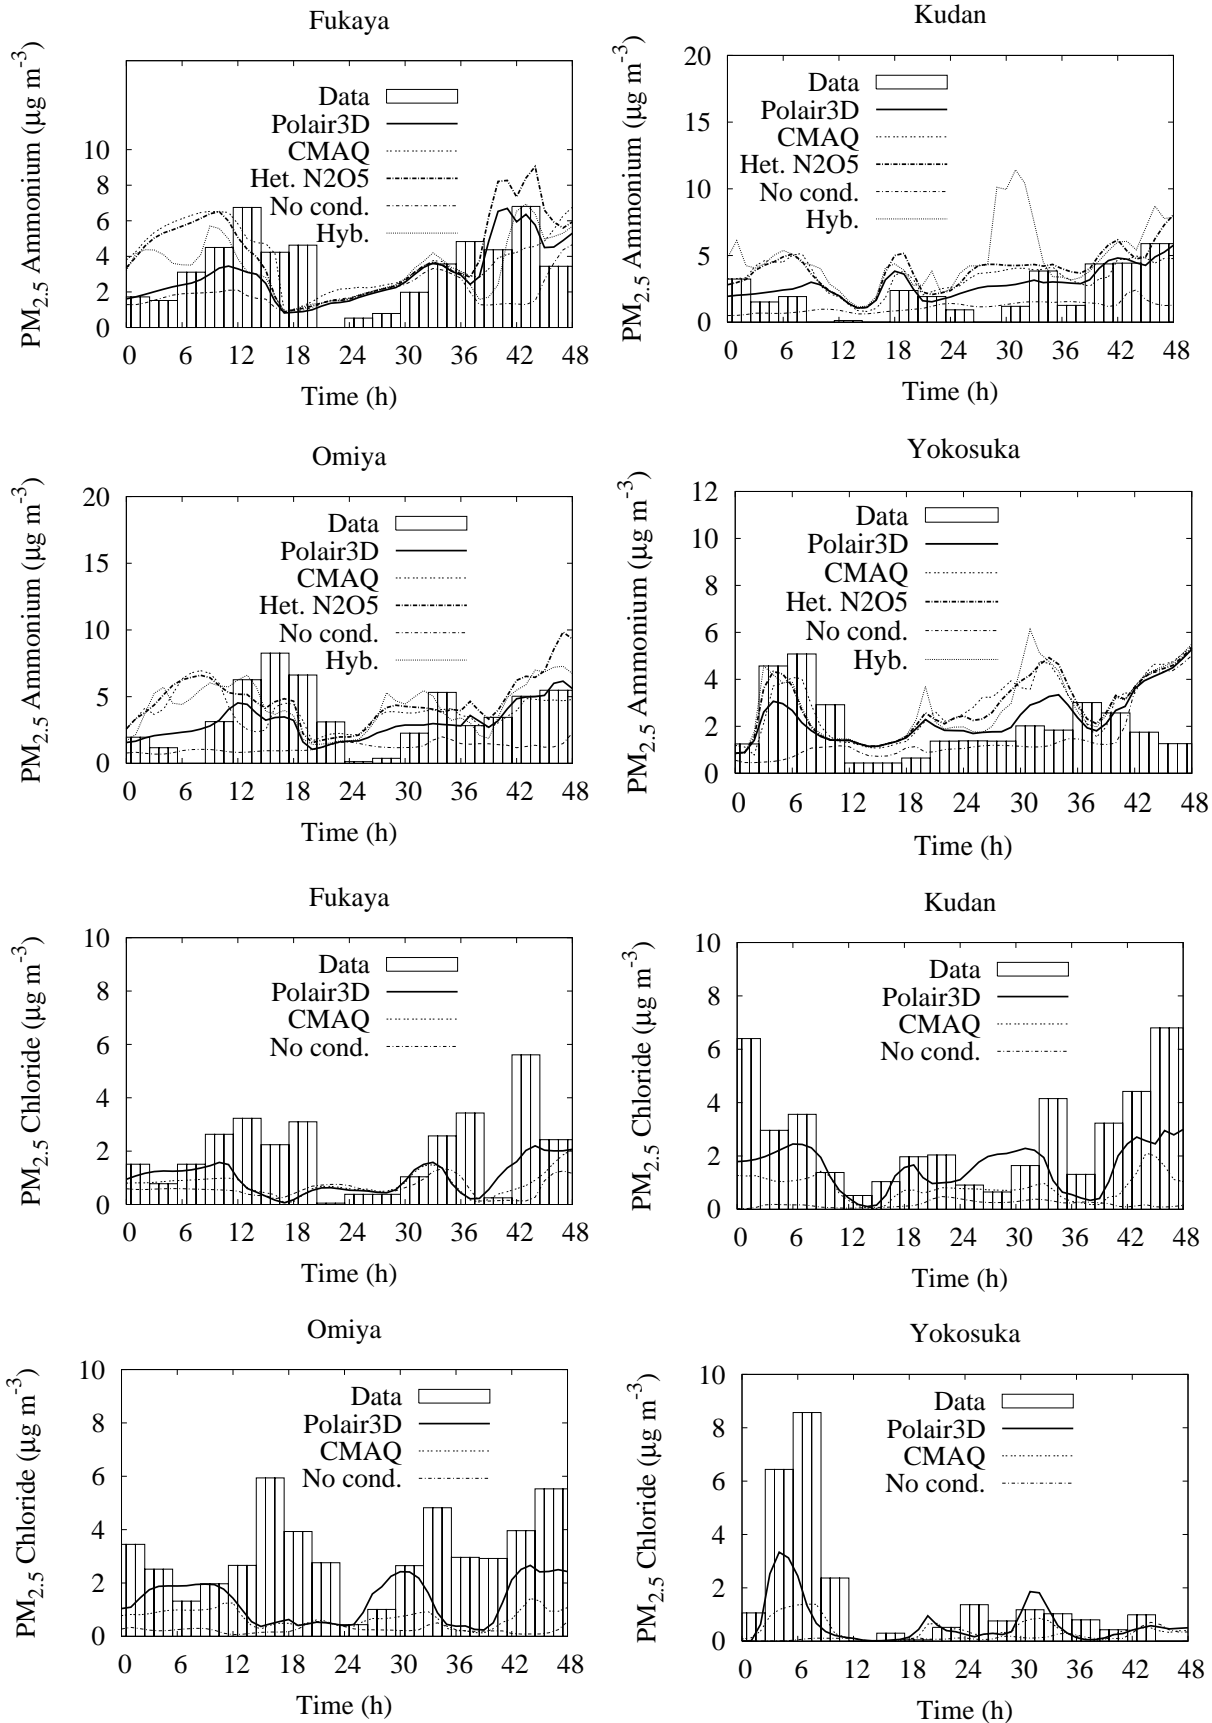 Fukaya
PM2.5 Ammonium (μg m-3)
10
8
6
4
2
0
Data
Polair3D
CMAQ
Het. N2O5
No cond.
Hyb.
0 6 12 18 24 30 36 42 48
Time (h)
Kudan
PM2.5 Ammonium (μg m-3)
20
15
10
5
0
Data
Polair3D
CMAQ
Het. N2O5
No cond.
Hyb.
0 6 12 18 24 30 36 42 48
Time (h)
Omiya
PM2.5 Ammonium (μg m-3)
20
15
10
5
0
Data
Polair3D
CMAQ
Het. N2O5
No cond.
Hyb.
0 6 12 18 24 30 36 42 48
Time (h)
Yokosuka
PM2.5 Ammonium (μg m-3)
12
10
8
6
4
2
0
Data
Polair3D
CMAQ
Het. N2O5
No cond.
Hyb.
0 6 12 18 24 30 36 42 48
Time (h)
Fukaya
PM2.5 Chloride (μg m-3)
10
8
6
4
2
0
Data
Polair3D
CMAQ
No cond.
0 6 12 18 24 30 36 42 48
Time (h)
Kudan
PM2.5 Chloride (μg m-3)
10
8
6
4
2
0
Data
Polair3D
CMAQ
No cond.
0 6 12 18 24 30 36 42 48
Time (h)
Omiya
PM2.5 Chloride (μg m-3)
10
8
6
4
2
0
Data
Polair3D
CMAQ
No cond.
0 6 12 18 24 30 36 42 48
Time (h)
Yokosuka
PM2.5 Chloride (μg m-3)
10
8
6
4
2
0
Data
Polair3D
CMAQ
No cond.
0 6 12 18 24 30 36 42 48
Time (h)